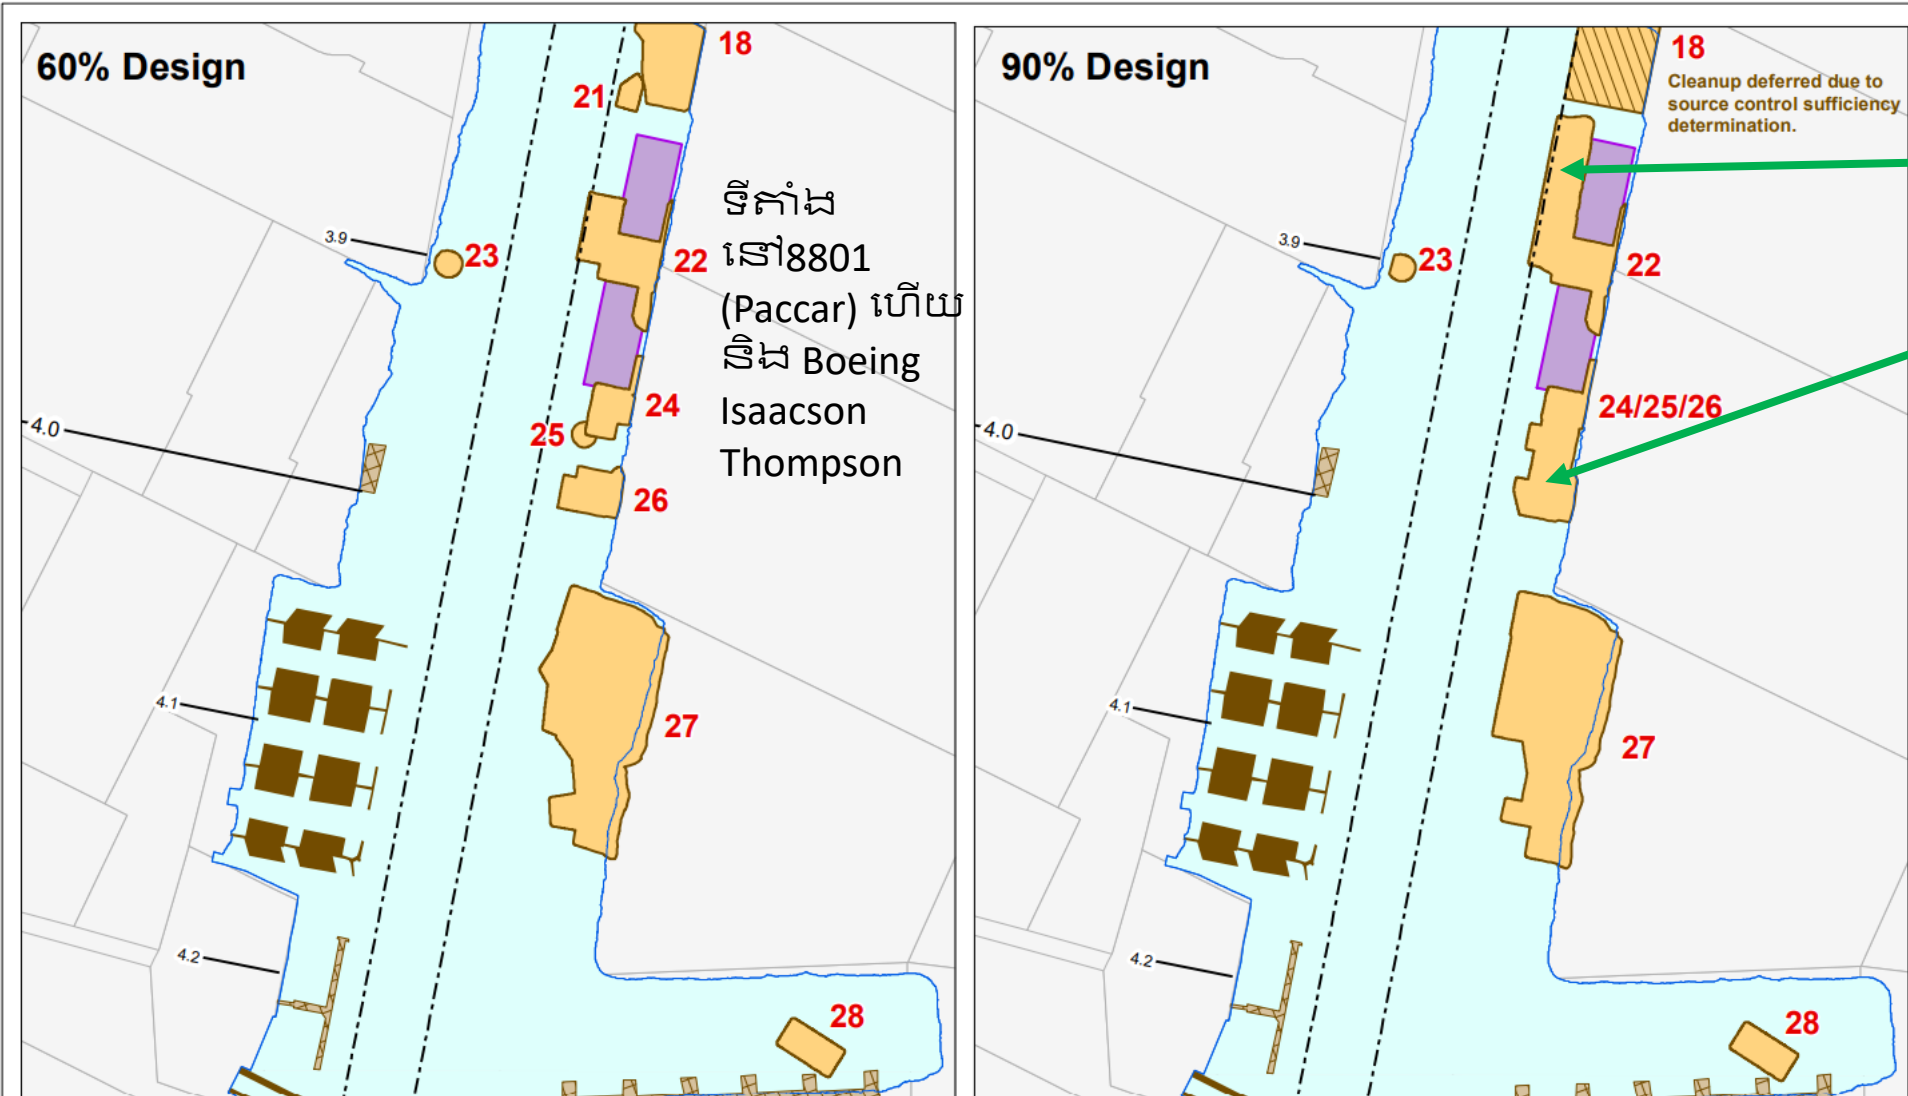 60% Design
18
21
ទីតាំង
នៅ8801
(Paccar) ហើយ
និង Boeing
Isaacson
Thompson
3.9
23
22
24
25
4.0
26
4.1
27
4.2
28
90% Design
18
Cleanup deferred due to
source control sufficiency
determination.
3.9
23
22
24/25/26
4.0
4.1
27
4.2
28